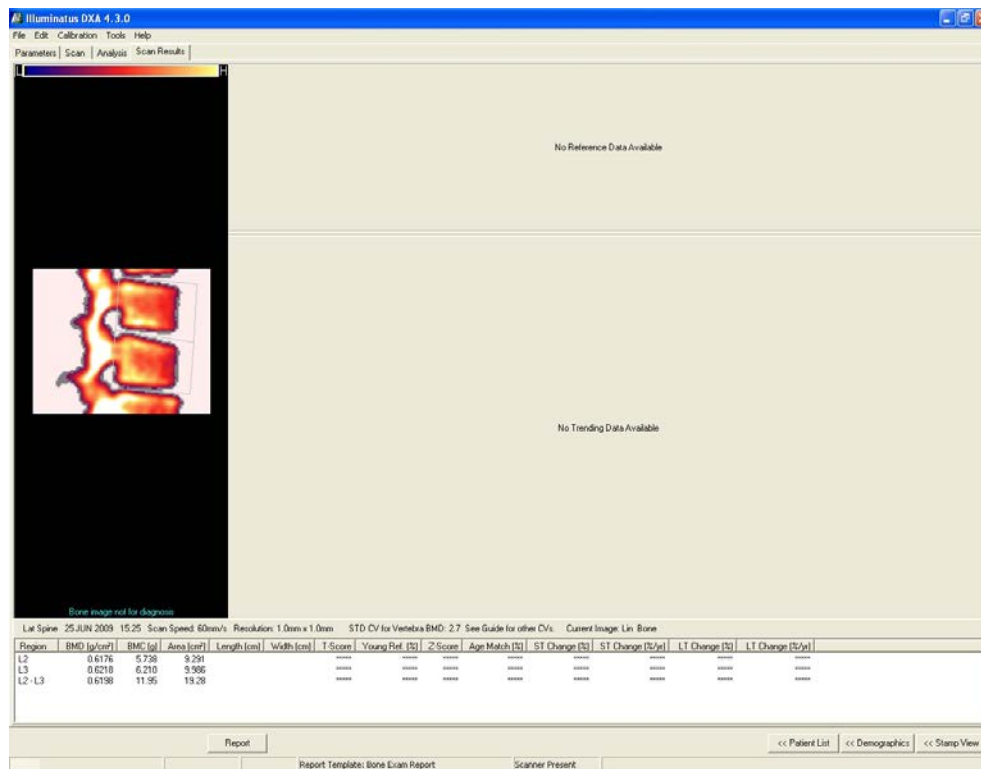 Illuminatus DXA 4.3.0
File Edit Calibration Tools Help
Parameters Scan Analysis Scan Results
L H
No Reference Data Available
No Trending Data Available
Bone image not for diagnosis
Lat Spine 25 JUN 2009 15:25 Scan Speed: 60mm/s Resolution: 1.0mm x 1.0mm STD CV for Vertebra BMD: 2.7 See Guide for other CVs. Current Image: Lin Bone
Region BMD [g/cm²] BMC [g] Area [cm²] Length [cm] Width [cm] T-Score Young Ref. [%] Z-Score Age Match [%] ST Change [%] ST Change [%/yr] LT Change [%] LT Change [%/yr]
L2 0.6176 5.738 9.291 ***** ***** ***** ***** ***** ***** ***** *****
L3 0.6218 6.210 9.986 ***** ***** ***** ***** ***** ***** ***** *****
L2 - L3 0.6198 11.95 19.28 ***** ***** ***** ***** ***** ***** ***** *****
Report << Patient List << Demographics << Stamp View
Report Template: Bone Exam Report Scanner Present